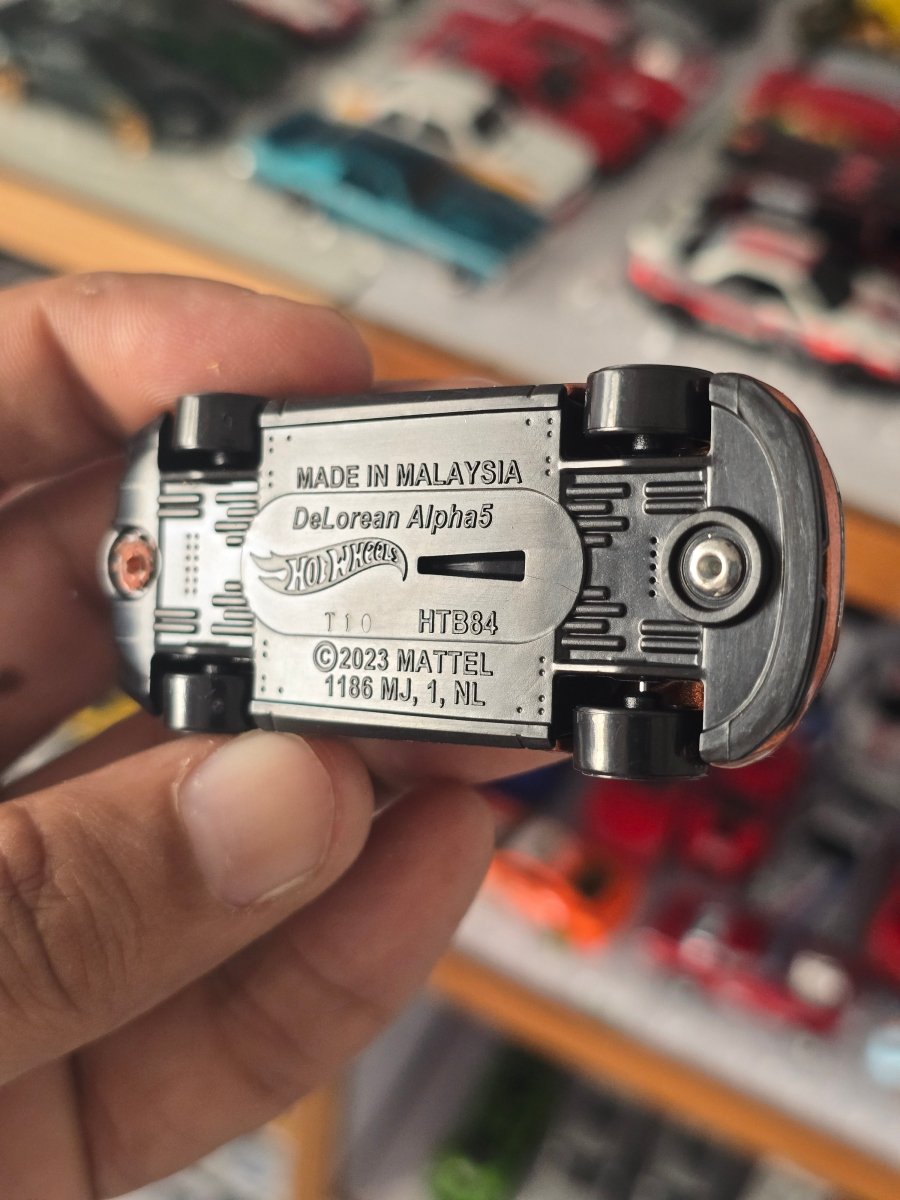 MADE IN MALAYSIA
DeLorean Alpha5
HOT WHEELS
T10 HTB84
©2023 MATTEL
1186 MJ, 1, NL